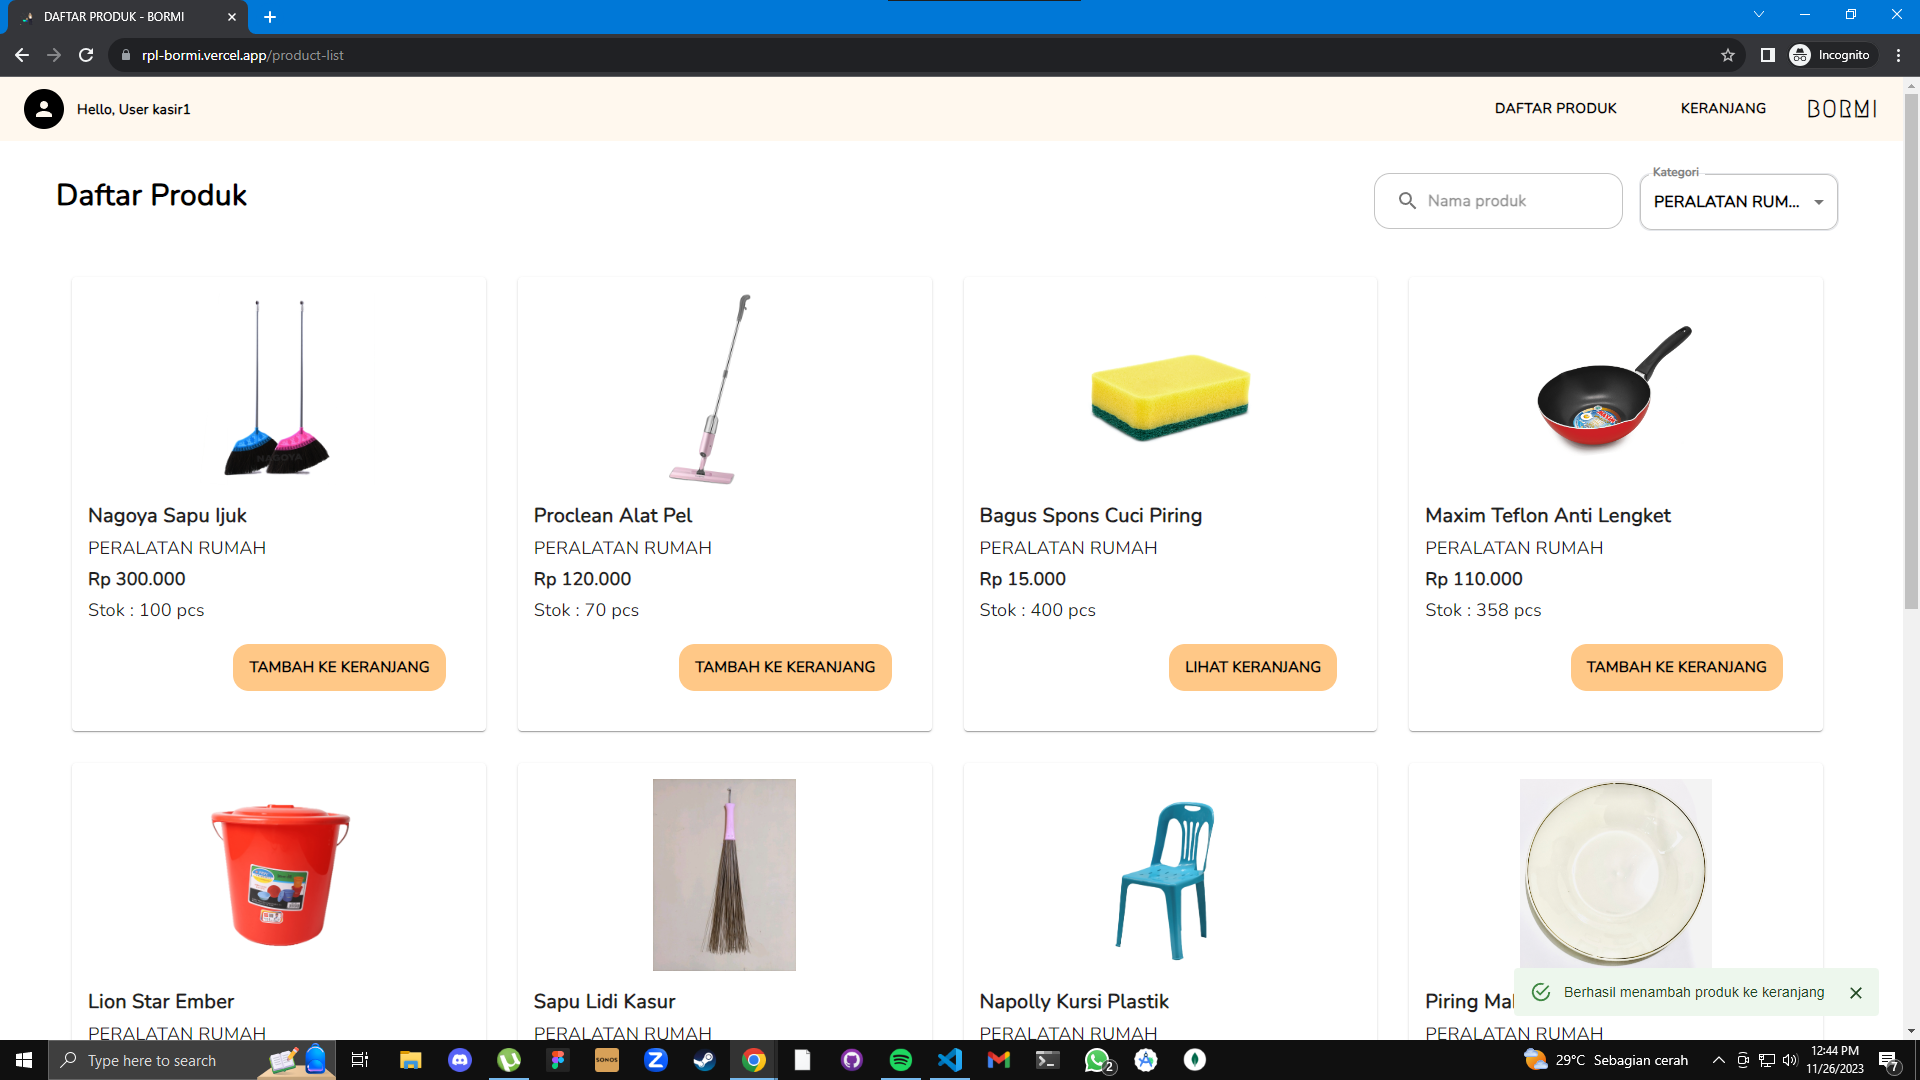 DAFTAR PRODUK - BORMI
rpl-bormi.vercel.app/product-list
Incognito
Hello, User kasir1
DAFTAR PRODUK
KERANJANG
BORMI
Daftar Produk
Nama produk
Kategori
PERALATAN RUM...
NAGOYA
Nagoya Sapu Ijuk
PERALATAN RUMAH
Rp 300.000
Stok : 100 pcs
TAMBAH KE KERANJANG
Proclean Alat Pel
PERALATAN RUMAH
Rp 120.000
Stok : 70 pcs
TAMBAH KE KERANJANG
Bagus Spons Cuci Piring
PERALATAN RUMAH
Rp 15.000
Stok : 400 pcs
LIHAT KERANJANG
Maxim Teflon Anti Lengket
PERALATAN RUMAH
Rp 110.000
Stok : 358 pcs
TAMBAH KE KERANJANG
Lion Star Ember
PERALATAN RUMAH
Sapu Lidi Kasur
PERALATAN RUMAH
Napolly Kursi Plastik
PERALATAN RUMAH
Piring
PERALATAN RUMAH
Berhasil menambah produk ke keranjang
Type here to search
SONOS
2
29°C Sebagian cerah
12:44 PM
11/26/2023
7